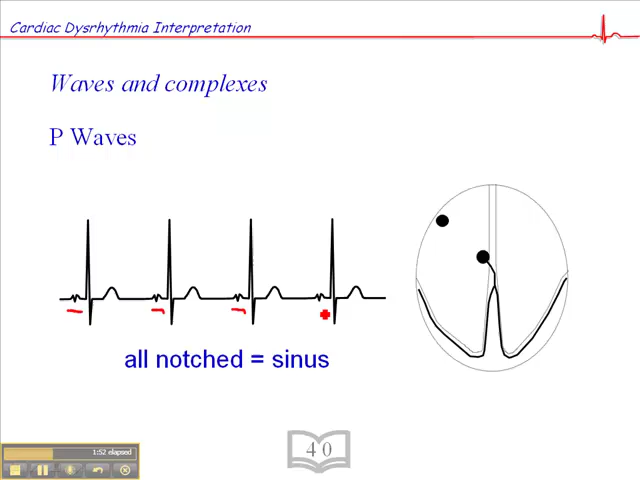 Cardiac Dysrhythmia Interpretation
Waves and complexes
P Waves
all notched = sinus
40
1:52 elapsed